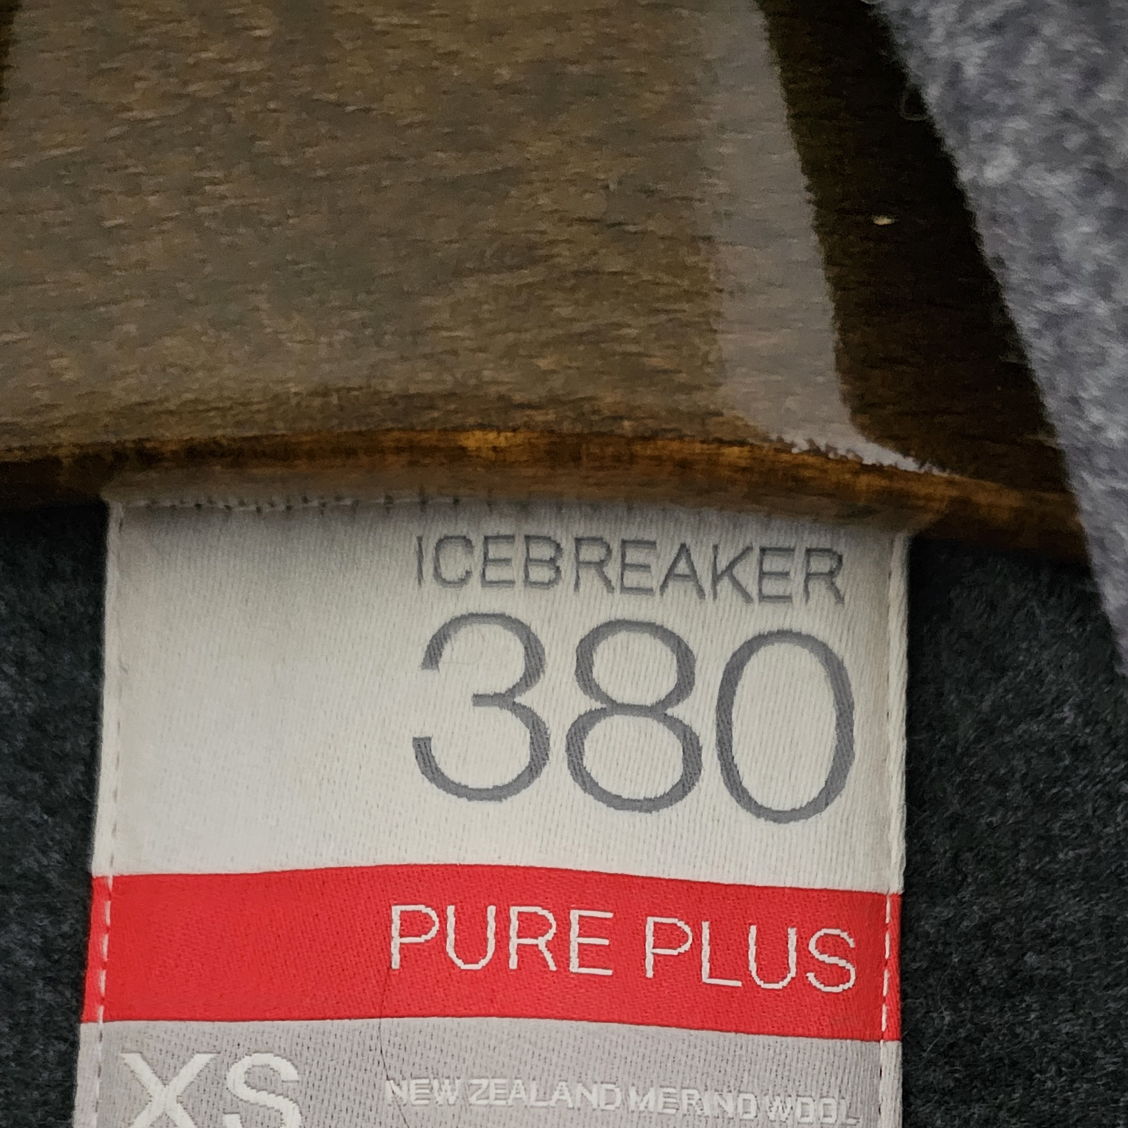 ICEBREAKER
380
PURE PLUS
XS
NEW ZEALAND MERINO WOOL